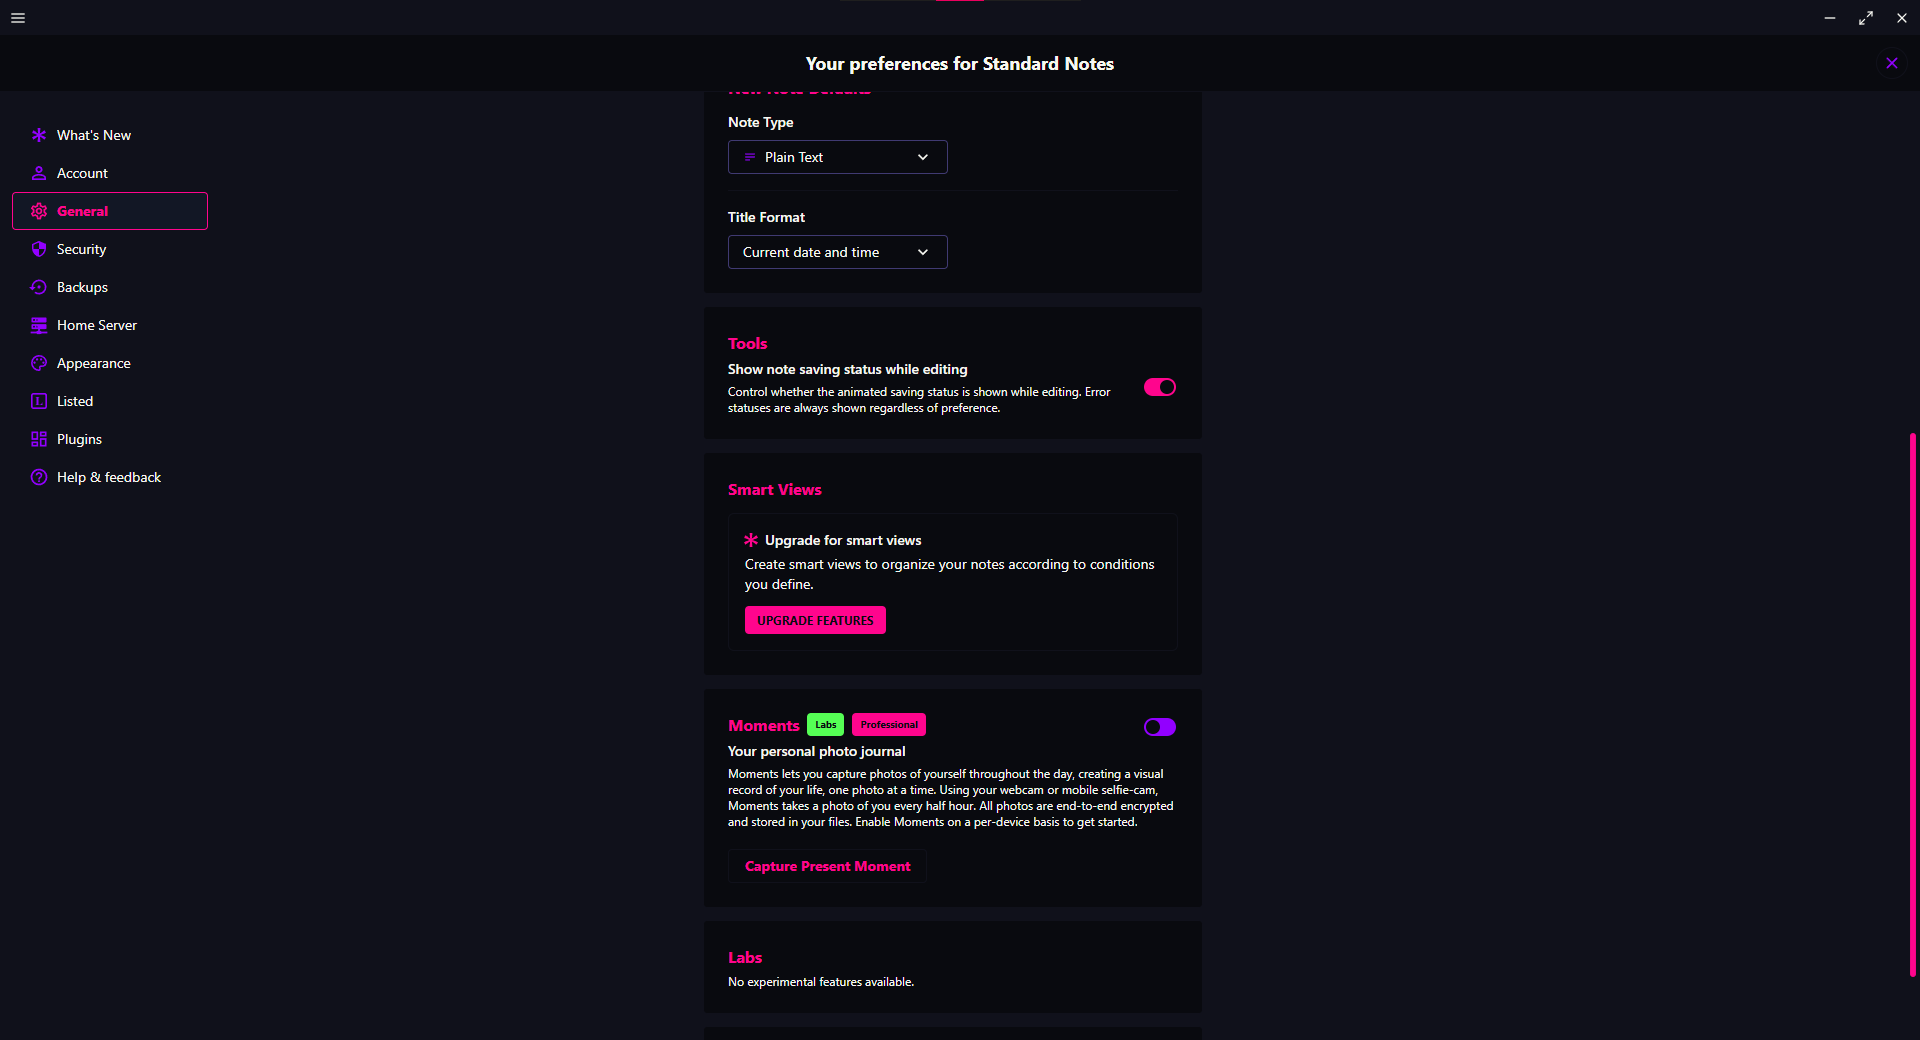 Your preferences for Standard Notes
What's New
Account
General
Security
Backups
Home Server
Appearance
Listed
Plugins
Help & feedback
New Note Defaults
Note Type
Plain Text
Title Format
Current date and time
Tools
Show note saving status while editing
Control whether the animated saving status is shown while editing. Error
statuses are always shown regardless of preference.
Smart Views
Upgrade for smart views
Create smart views to organize your notes according to conditions
you define.
UPGRADE FEATURES
Moments Labs Professional
Your personal photo journal
Moments lets you capture photos of yourself throughout the day, creating a visual
record of your life, one photo at a time. Using your webcam or mobile selfie-cam,
Moments takes a photo of you every half hour. All photos are end-to-end encrypted
and stored in your files. Enable Moments on a per-device basis to get started.
Capture Present Moment
Labs
No experimental features available.